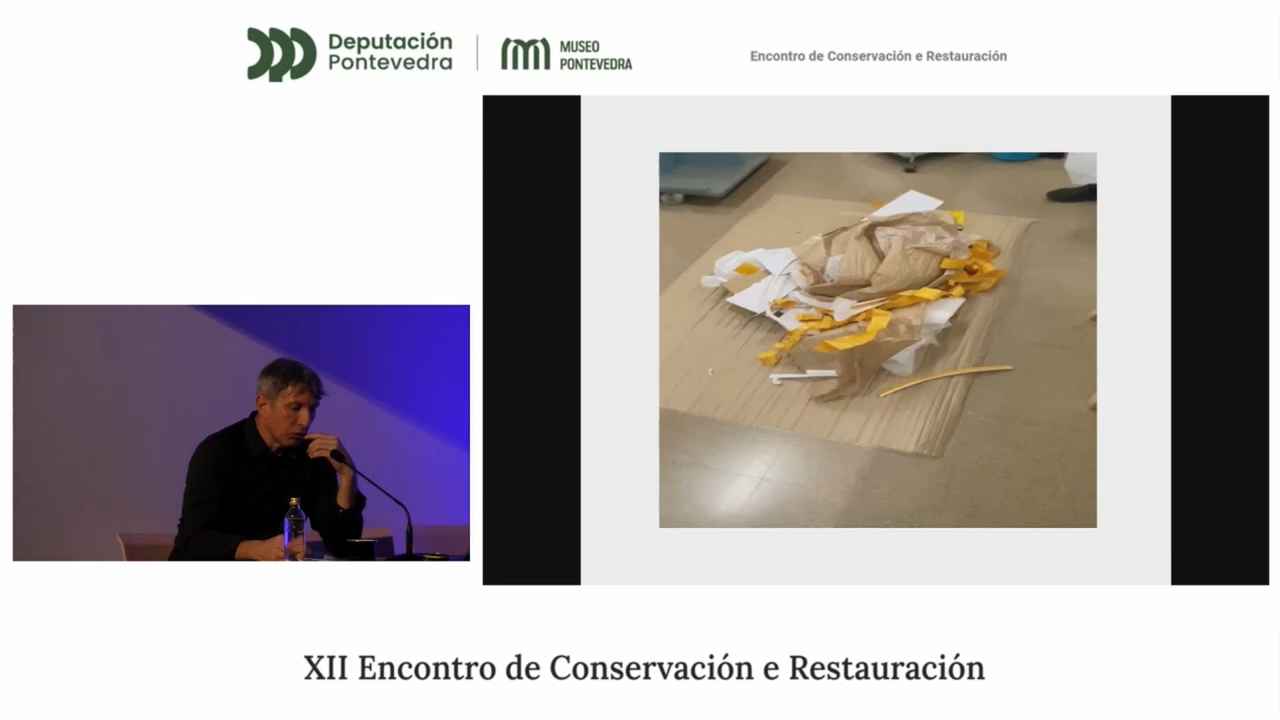 Deputación
Pontevedra
MUSEO
PONTEVEDRA
Encontro de Conservación e Restauración
XII Encontro de Conservación e Restauración